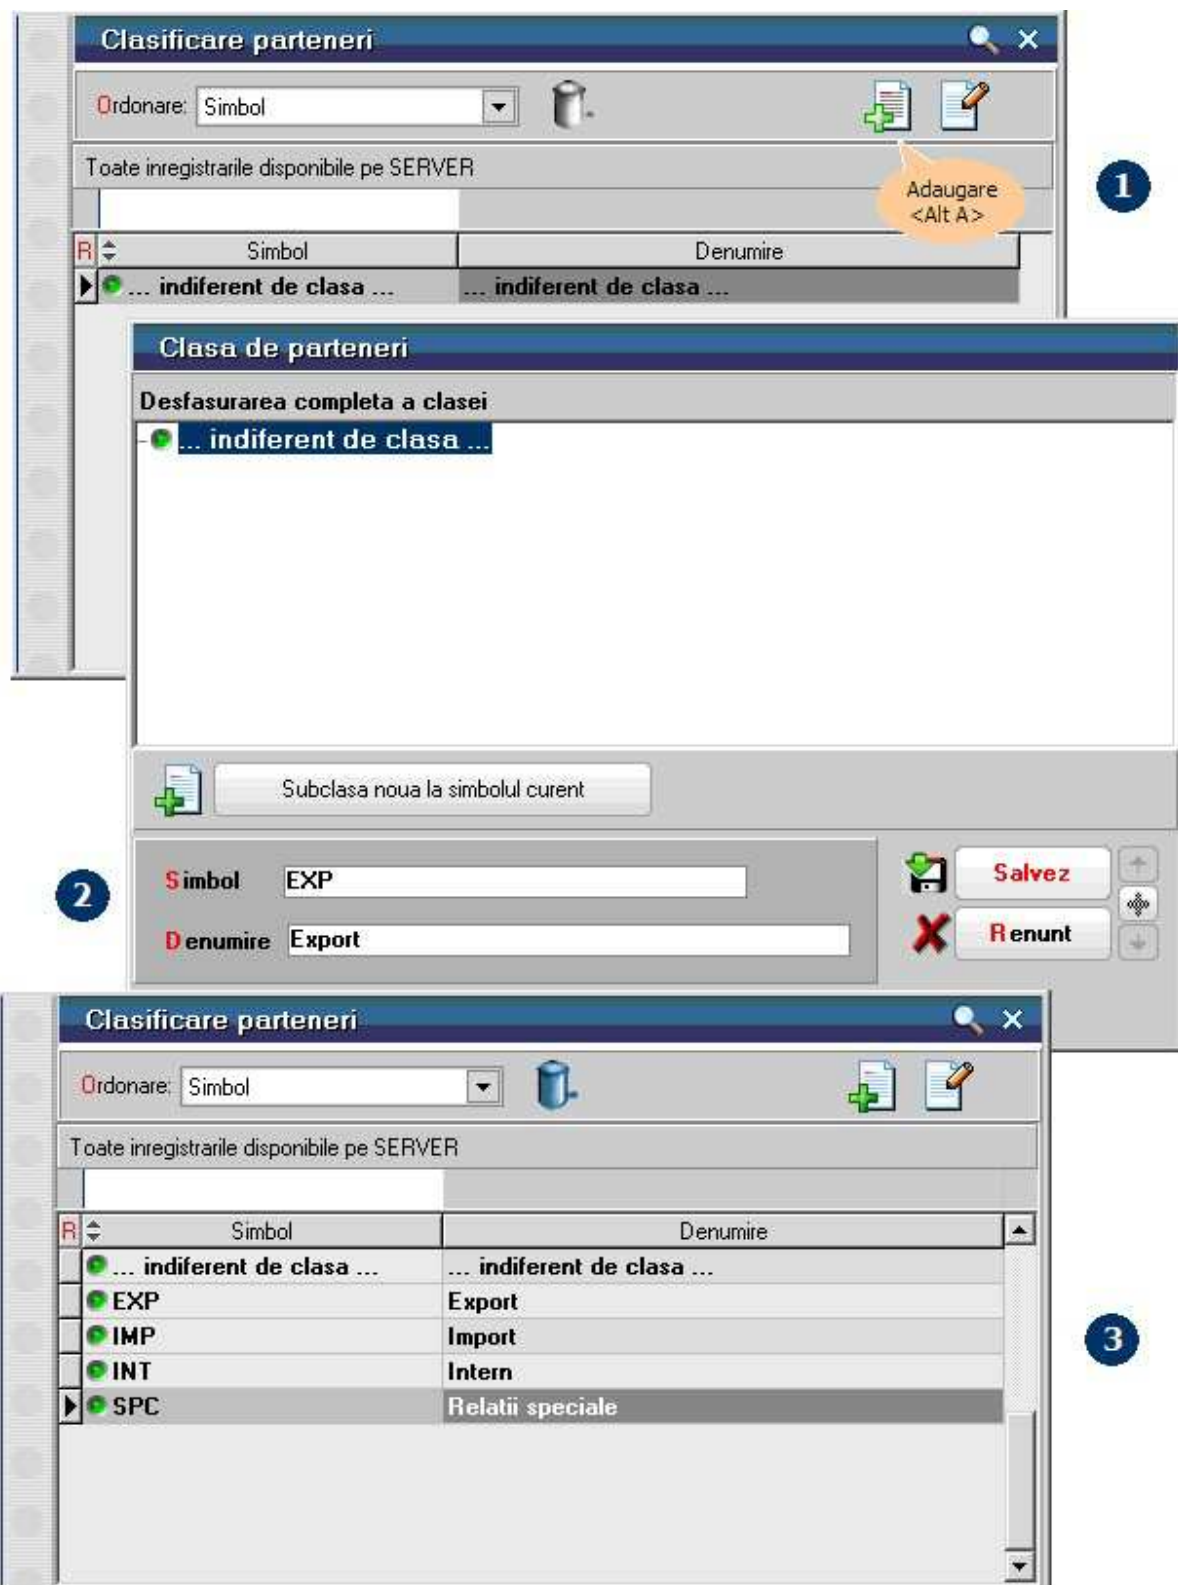 Clasificare parteneri
Ordonare: Simbol
Toate inregistrarile disponibile pe SERVER
Adaugare
<Alt A>
1
R Simbol Denumire
... indiferent de clasa ... ... indiferent de clasa ...
Clasa de parteneri
Desfasurarea completa a clasei
... indiferent de clasa ...
Subclasa noua la simbolul curent
2
Simbol EXP
Salvez
Denumire Export
Renunt
Clasificare parteneri
Ordonare: Simbol
Toate inregistrarile disponibile pe SERVER
R Simbol Denumire
... indiferent de clasa ... ... indiferent de clasa ...
EXP Export
IMP Import
3
INT Intern
SPC Relatii speciale